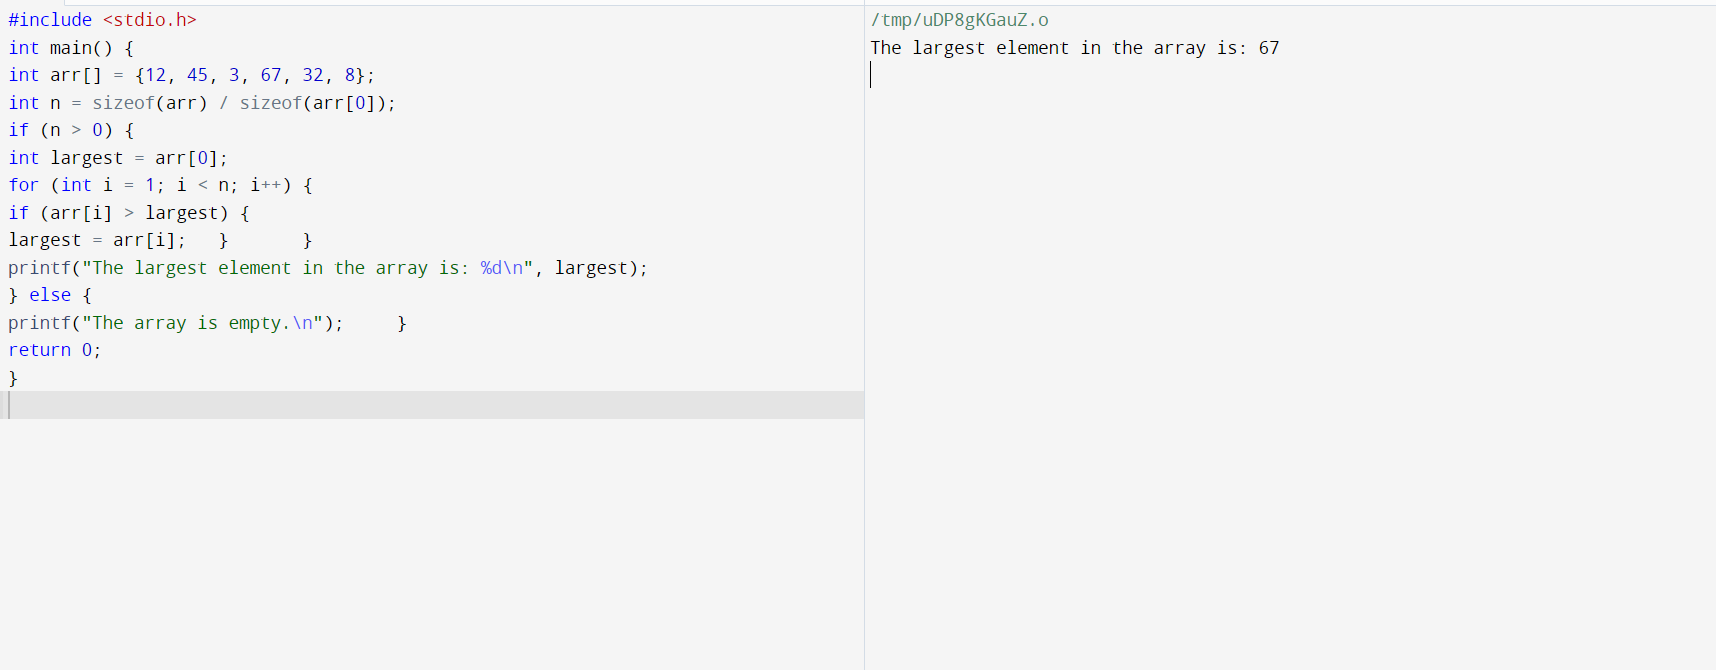 #include <stdio.h>
int main() {
int arr[] = {12, 45, 3, 67, 32, 8};
int n = sizeof(arr) / sizeof(arr[0]);
if (n > 0) {
int largest = arr[0];
for (int i = 1; i < n; i++) {
if (arr[i] > largest) {
largest = arr[i];   }       }
printf("The largest element in the array is: %d\n", largest);
} else {
printf("The array is empty.\n");     }
return 0;
}
/tmp/uDP8gKGauZ.o
The largest element in the array is: 67